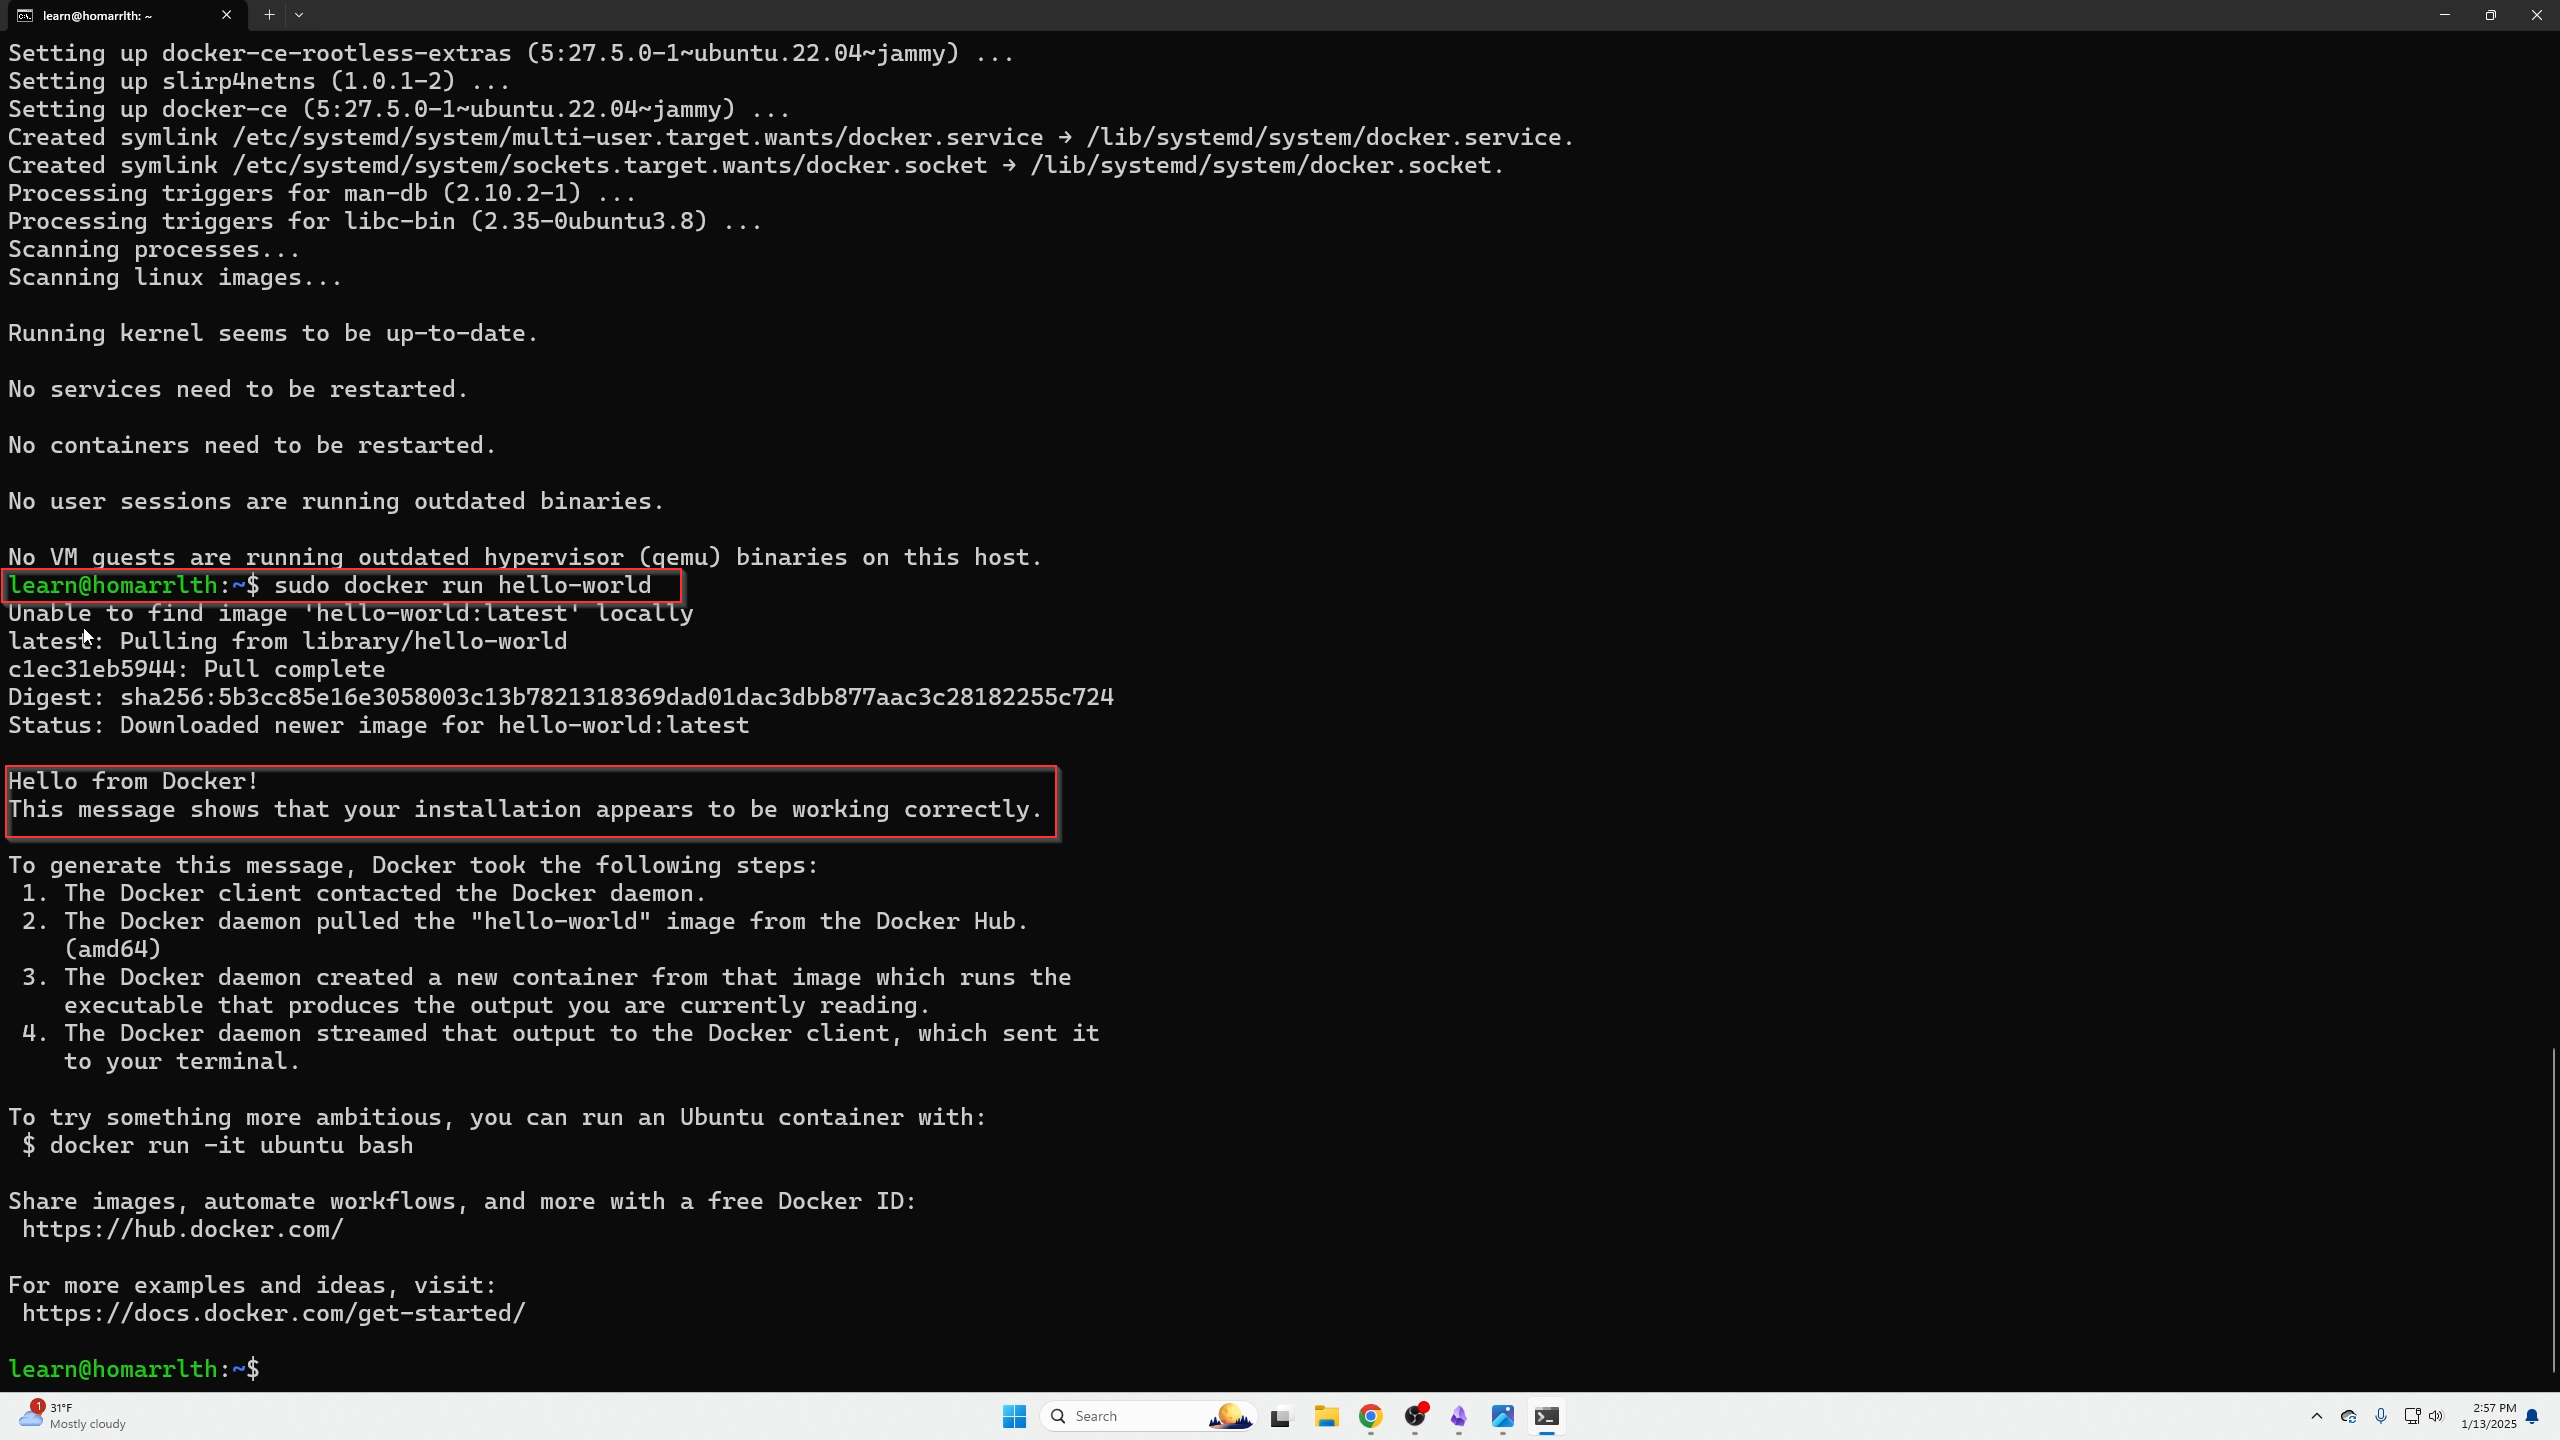 learn@homarrlth: ~
Setting up docker-ce-rootless-extras (5:27.5.0-1~ubuntu.22.04~jammy) ...
Setting up slirp4netns (1.0.1-2) ...
Setting up docker-ce (5:27.5.0-1~ubuntu.22.04~jammy) ...
Created symlink /etc/systemd/system/multi-user.target.wants/docker.service → /lib/systemd/system/docker.service.
Created symlink /etc/systemd/system/sockets.target.wants/docker.socket → /lib/systemd/system/docker.socket.
Processing triggers for man-db (2.10.2-1) ...
Processing triggers for libc-bin (2.35-0ubuntu3.8) ...
Scanning processes...
Scanning linux images...
Running kernel seems to be up-to-date.
No services need to be restarted.
No containers need to be restarted.
No user sessions are running outdated binaries.
No VM guests are running outdated hypervisor (qemu) binaries on this host.
learn@homarrlth:~$ sudo docker run hello-world
Unable to find image 'hello-world:latest' locally
latest: Pulling from library/hello-world
c1ec31eb5944: Pull complete
Digest: sha256:5b3cc85e16e3058003c13b7821318369dad01dac3dbb877aac3c28182255c724
Status: Downloaded newer image for hello-world:latest
Hello from Docker!
This message shows that your installation appears to be working correctly.
To generate this message, Docker took the following steps:
1. The Docker client contacted the Docker daemon.
2. The Docker daemon pulled the "hello-world" image from the Docker Hub.
(amd64)
3. The Docker daemon created a new container from that image which runs the
executable that produces the output you are currently reading.
4. The Docker daemon streamed that output to the Docker client, which sent it
to your terminal.
To try something more ambitious, you can run an Ubuntu container with:
$ docker run -it ubuntu bash
Share images, automate workflows, and more with a free Docker ID:
https://hub.docker.com/
For more examples and ideas, visit:
https://docs.docker.com/get-started/
learn@homarrlth:~$
1
31°F
Mostly cloudy
Search
2:57 PM
1/13/2025